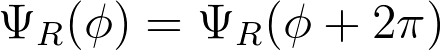 Ψ_R(ϕ) = Ψ_R(ϕ + 2π)